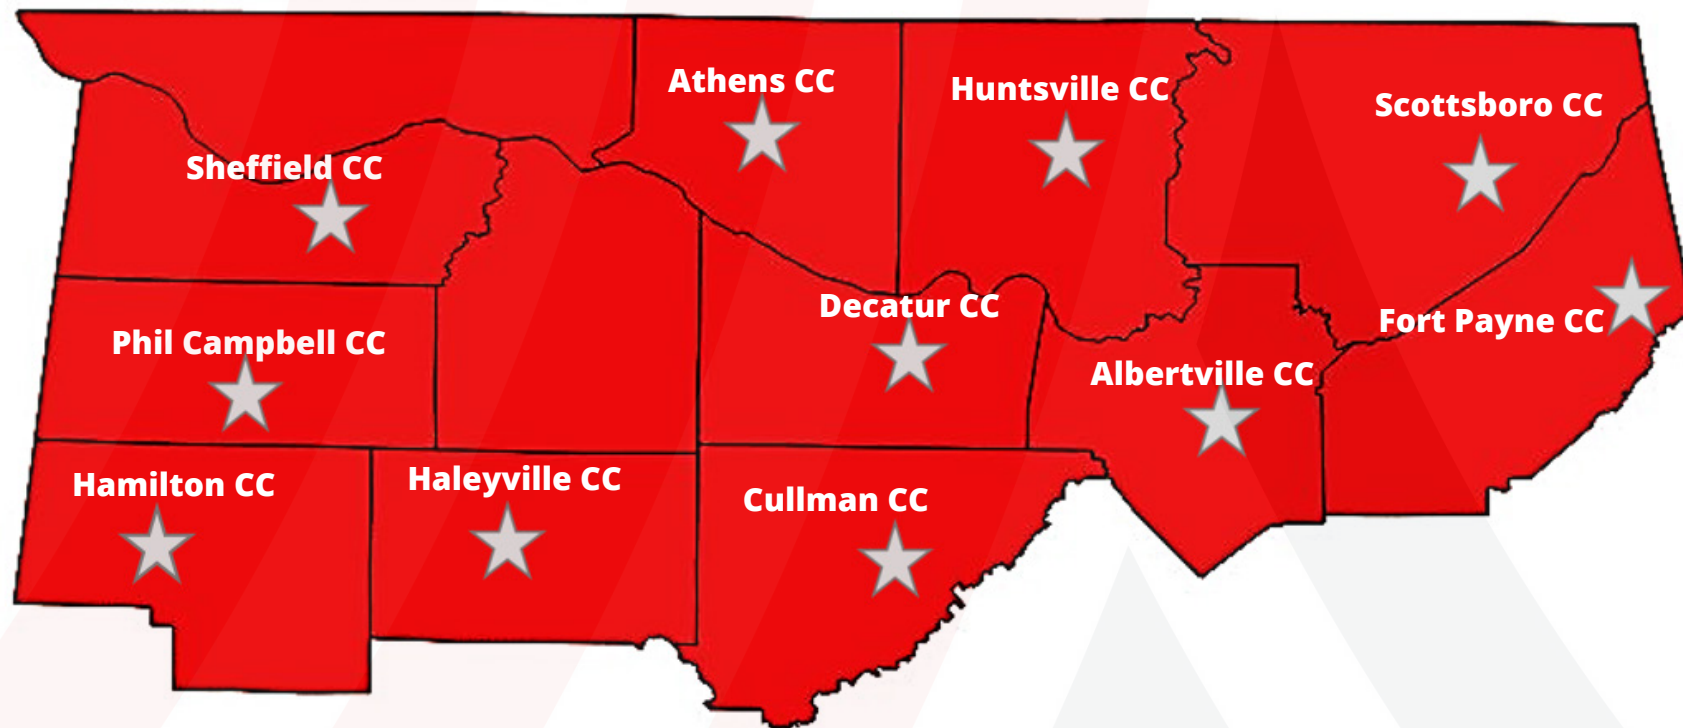 Athens CC
Huntsville CC
Scottsboro CC
Sheffield CC
Decatur CC
Fort Payne CC
Phil Campbell CC
Albertville CC
Hamilton CC
Haleyville CC
Cullman CC